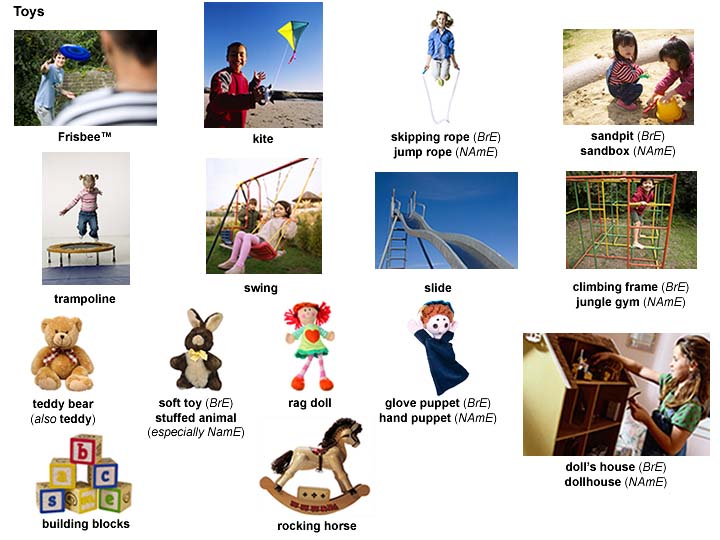 Toys
Frisbee™
kite
skipping rope (BrE)
jump rope (NAmE)
sandpit (BrE)
sandbox (NAmE)
trampoline
swing
slide
climbing frame (BrE)
jungle gym (NAmE)
teddy bear
(also teddy)
soft toy (BrE)
stuffed animal
(especially NamE)
rag doll
glove puppet (BrE)
hand puppet (NAmE)
doll's house (BrE)
dollhouse (NAmE)
b
a c
s m e
building blocks
rocking horse